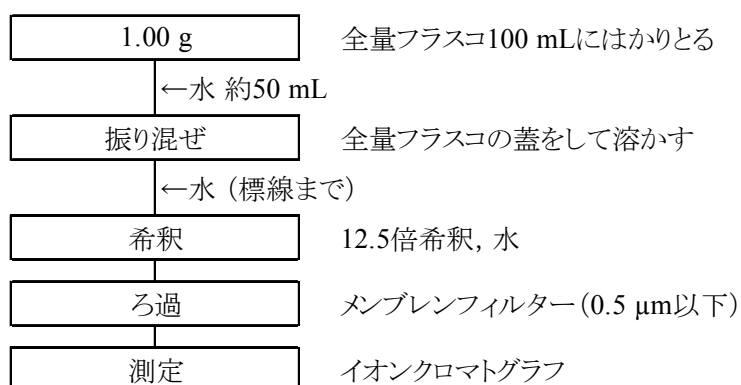 1.00 g 全量フラスコ100 mLにはかりとる
←水 約50 mL
振り混ぜ 全量フラスコの蓋をして溶かす
←水 (標線まで)
希釈 12.5倍希釈, 水
ろ過 メンブレンフィルター(0.5 µm以下)
測定 イオンクロマトグラフ